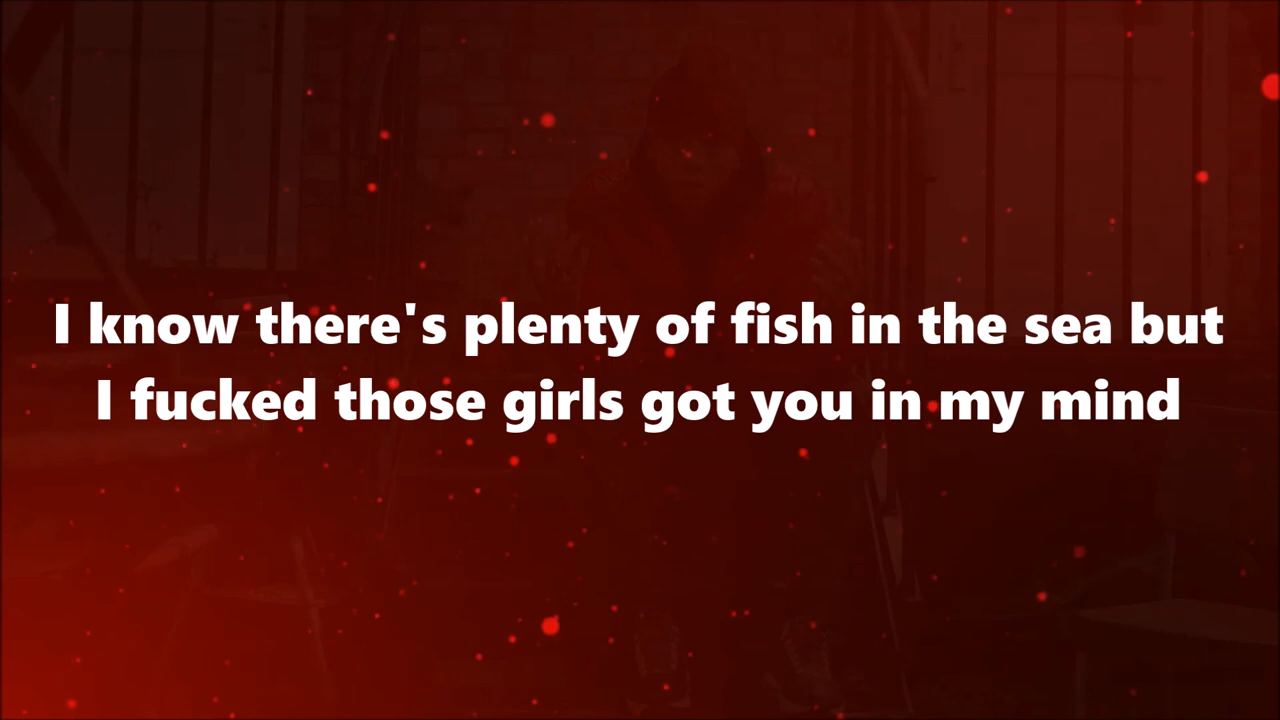 I know there's plenty of fish in the sea but
I fucked those girls got you in my mind